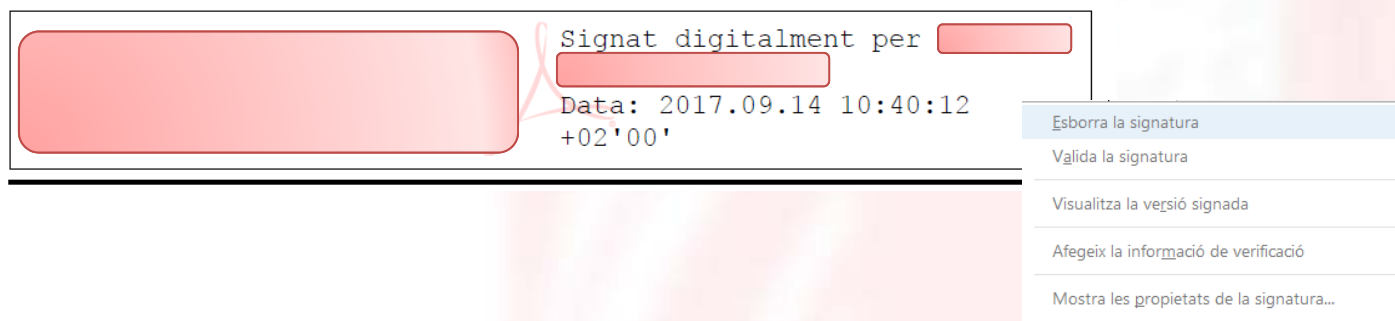 Signat digitalment per
Data: 2017.09.14 10:40:12
+02'00'
Esborra la signatura
Valida la signatura
Visualitza la versió signada
Afegeix la informació de verificació
Mostra les propietats de la signatura...